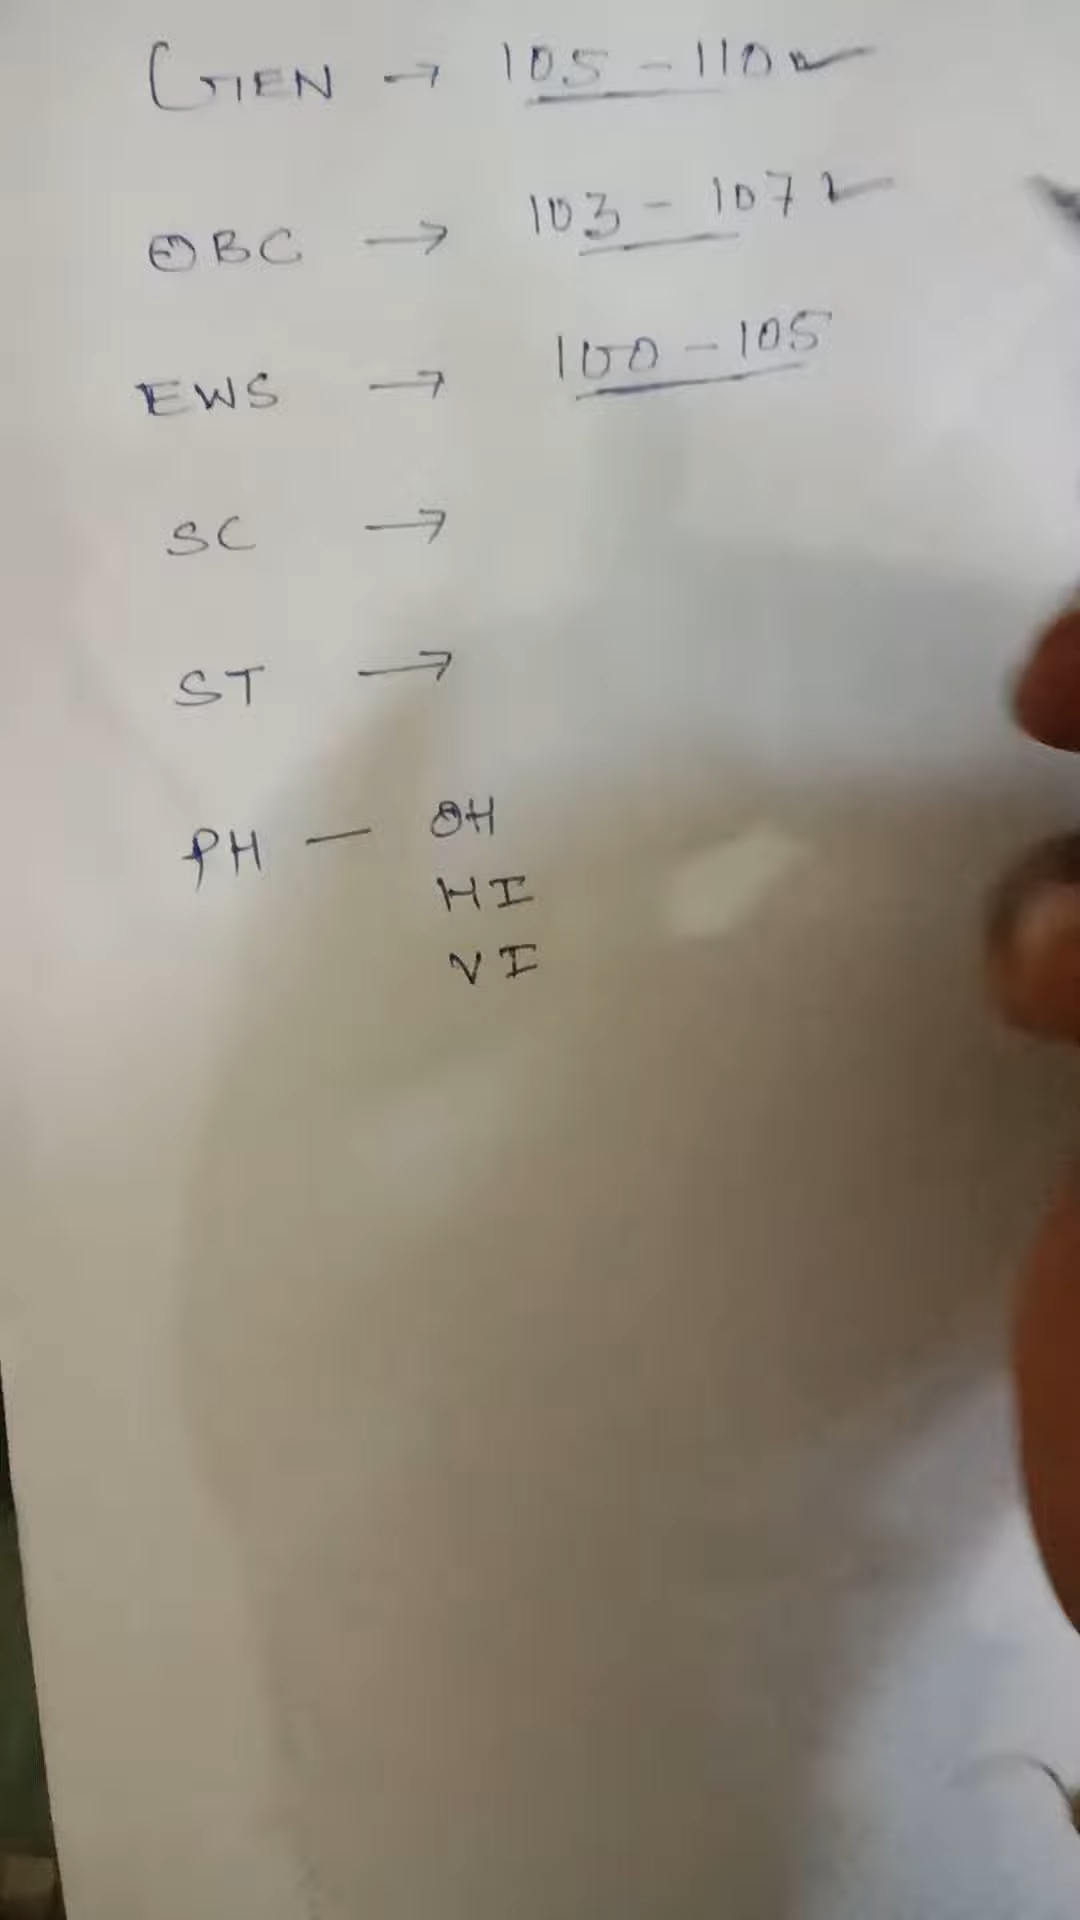 GEN → 105 - 110 ✓
OBC → 103 - 107 ✓
EWS → 100 - 105
SC →
ST →
PH — OH
HI
VI